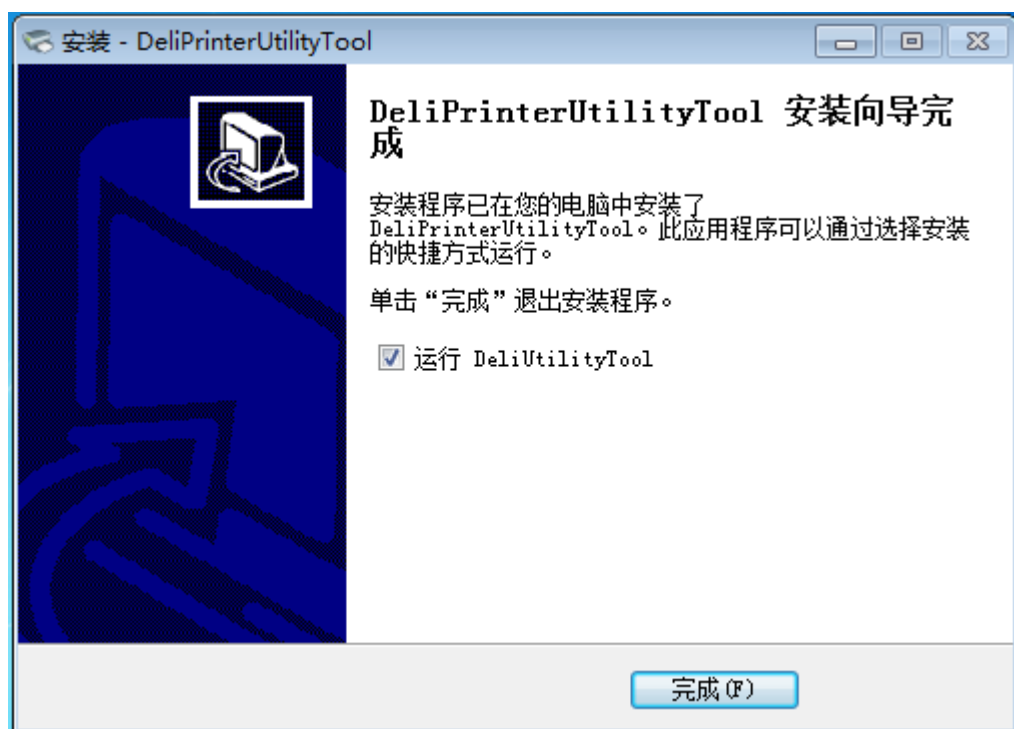 安装 - DeliPrinterUtilityTool
DeliPrinterUtilityTool 安装向导完
成
安装程序已在您的电脑中安装了
DeliPrinterUtilityTool。此应用程序可以通过选择安装
的快捷方式运行。
单击“完成”退出安装程序。
运行 DeliUtilityTool
完成(F)